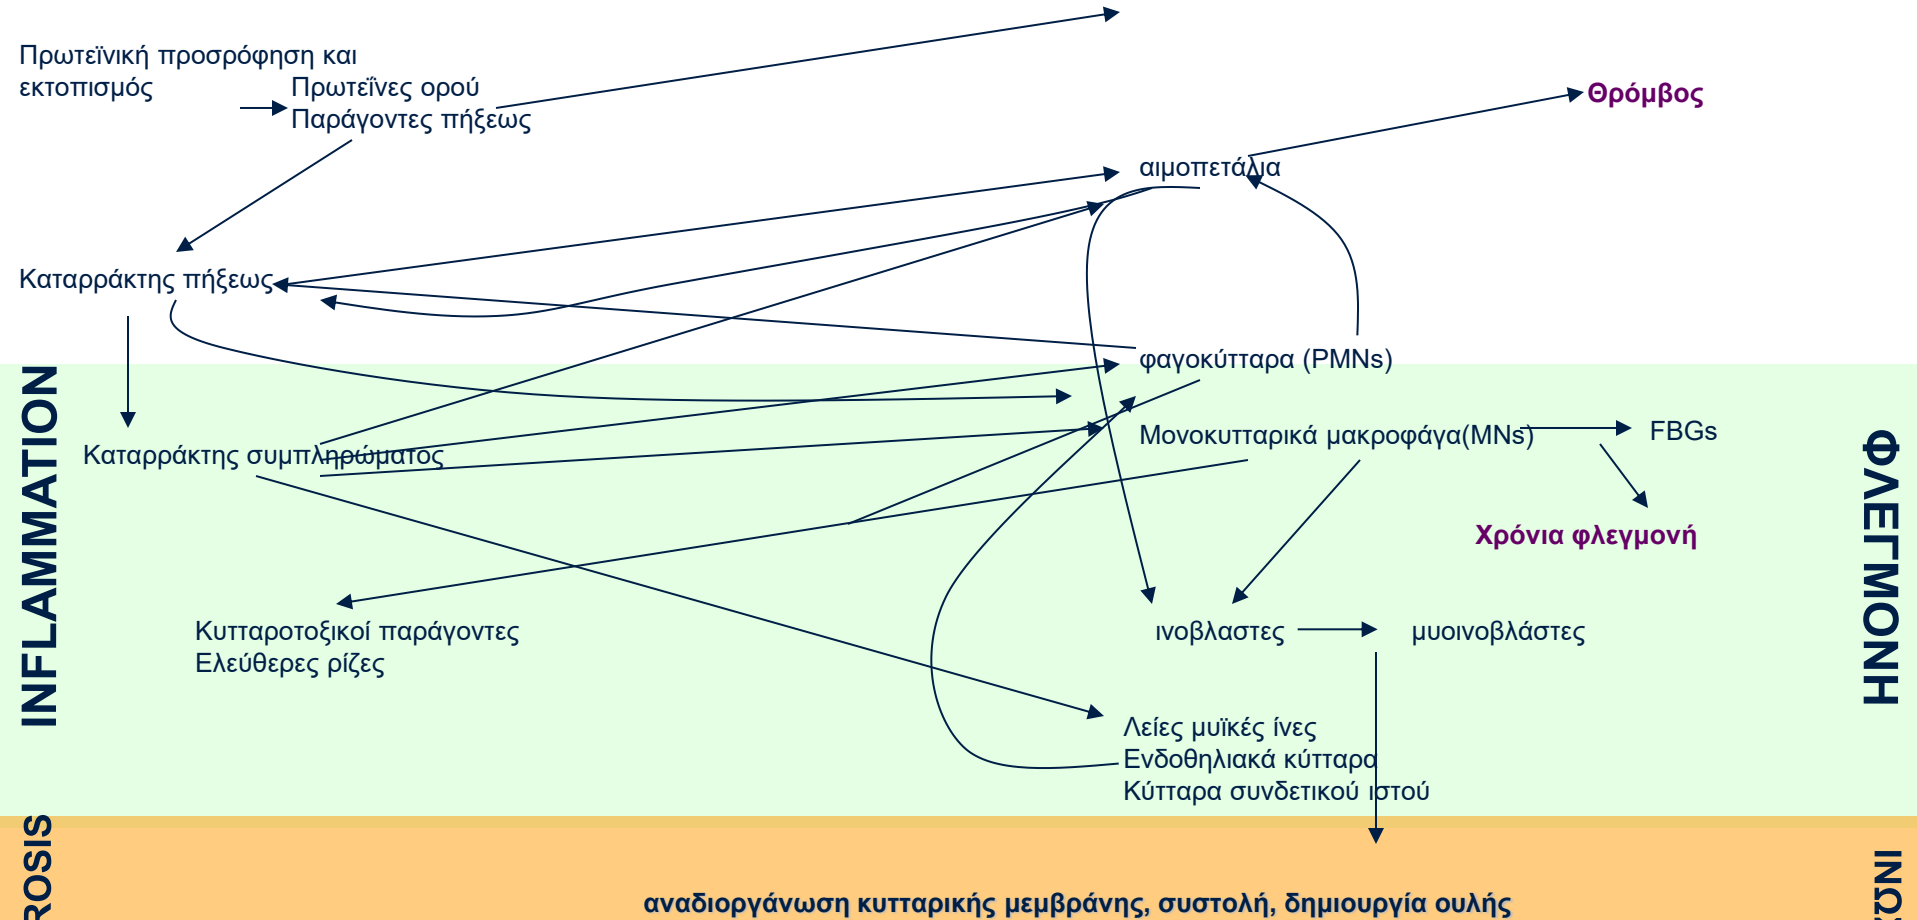 Πρωτεϊνική προσρόφηση και
εκτοπισμός
Πρωτεΐνες ορού
Παράγοντες πήξεως
Θρόμβος
αιμοπετάλια
Καταρράκτης πήξεως
φαγοκύτταρα (PMNs)
Μονοκυτταρικά μακροφάγα(MNs)
FBGs
Καταρράκτης συμπληρώματος
INFLAMMATION
ΦΛΕΓΜΟΝΗ
Χρόνια φλεγμονή
Κυτταροτοξικοί παράγοντες
Ελεύθερες ρίζες
ινοβλαστες
μυοινοβλάστες
Λείες μυϊκές ίνες
Ενδοθηλιακά κύτταρα
Κύτταρα συνδετικού ιστού
ROSIS
ΙΝΩ
αναδιοργάνωση κυτταρικής μεμβράνης, συστολή, δημιουργία ουλής